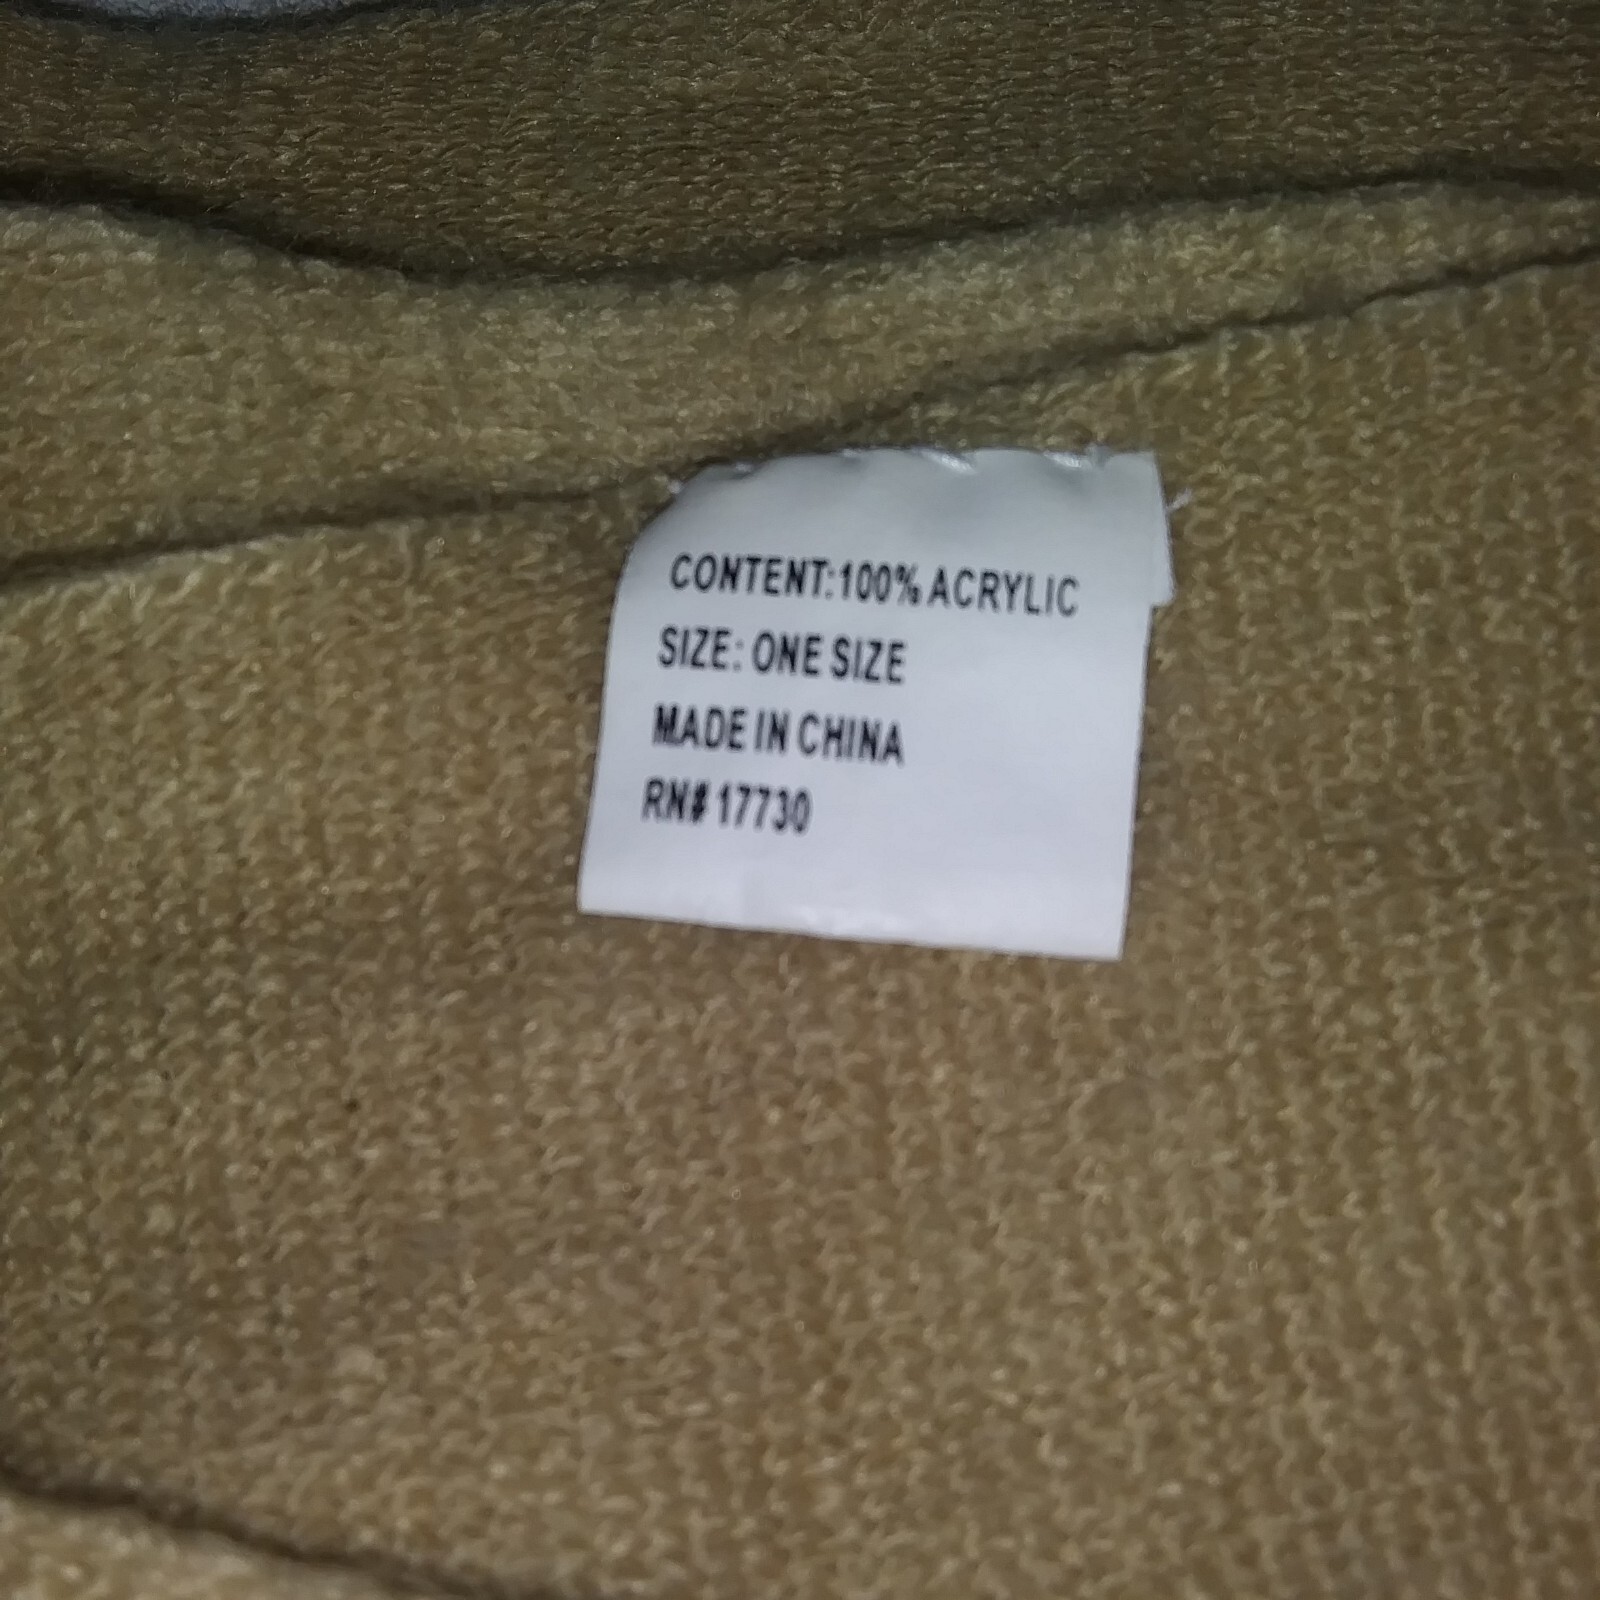 CONTENT:100% ACRYLIC
SIZE: ONE SIZE
MADE IN CHINA
RN# 17730